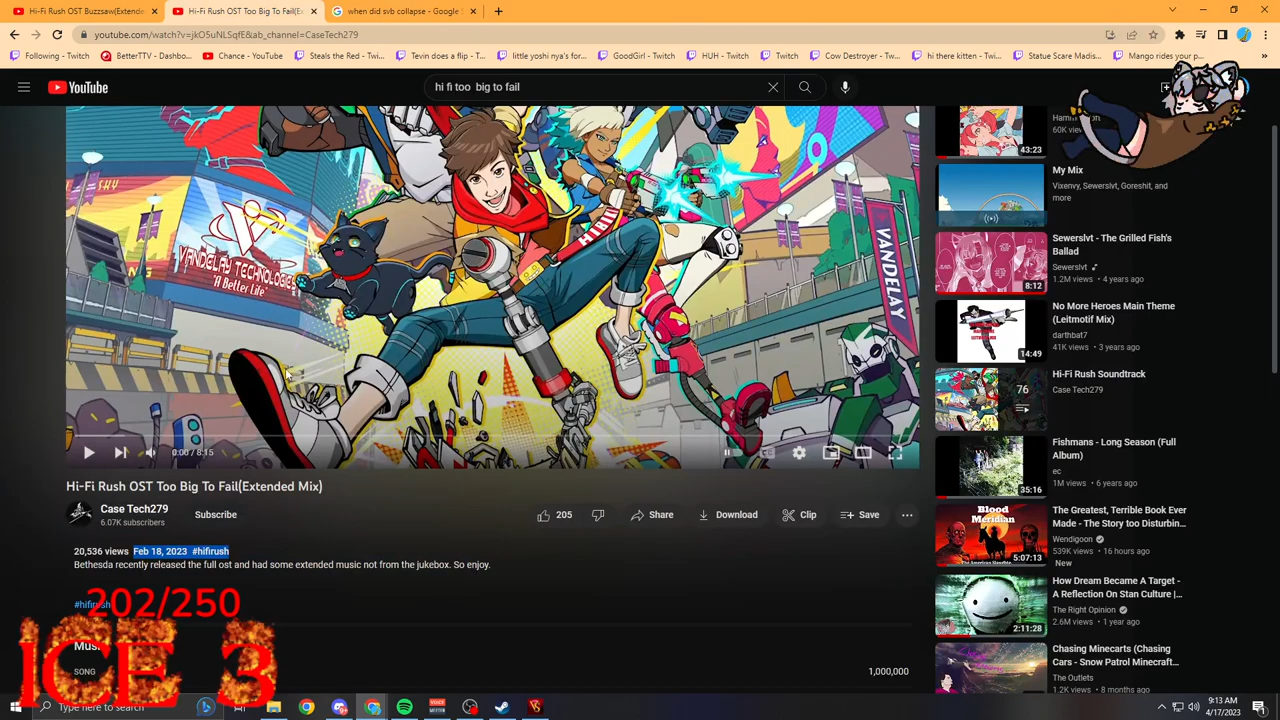 Hi-Fi Rush OST Buzzsaw(Extende
Hi-Fi Rush OST Too Big To Fail(Ex
when did svb collapse - Google S
youtube.com/watch?v=jkO5uNLSqfE&ab_channel=CaseTech279
Following - Twitch
BetterTTV - Dashbo...
Chance - YouTube
Steals the Red - Twi...
Tevin does a flip - T...
little yoshi nya's for...
GoodGirl - Twitch
HUH - Twitch
Twitch
Cow Destroyer - Tw...
hi there kitten - Twi...
Statue Scare Madis...
Mango rides your p...
YouTube
hi fi too big to fail
SKY
VANDELAY TECHNOLOGIES
"A Better Life"
HIRING
VANDELAY
0:00 / 8:15
Hi-Fi Rush OST Too Big To Fail(Extended Mix)
Case Tech279
6.07K subscribers
Subscribe
205
Share
Download
Clip
Save
20,536 views Feb 18, 2023 #hifirush
Bethesda recently released the full ost and had some extended music not from the jukebox. So enjoy.
#hifirush
202/250
ICE 3
Music
SONG
1,000,000
60K views
43:23
My Mix
Vixenvy, Sewerslvt, Goreshit, and
more
Sewerslvt - The Grilled Fish's
Ballad
Sewerslvt
1.2M views • 4 years ago
8:12
No More Heroes Main Theme
(Leitmotif Mix)
darthbat7
41K views • 3 years ago
14:49
Hi-Fi Rush Soundtrack
Case Tech279
76
Fishmans - Long Season (Full
Album)
ec
1M views • 6 years ago
35:16
Blood
Meridian
The Greatest, Terrible Book Ever
Made - The Story too Disturbin...
Wendigoon
539K views • 16 hours ago
New
5:07:13
How Dream Became A Target -
A Reflection On Stan Culture |...
The Right Opinion
2.6M views • 1 year ago
2:11:28
Chasing Minecarts (Chasing
Cars - Snow Patrol Minecraft...
The Outlets
1.2K views • 8 months ago
Type here to search
9:13 AM
4/17/2023